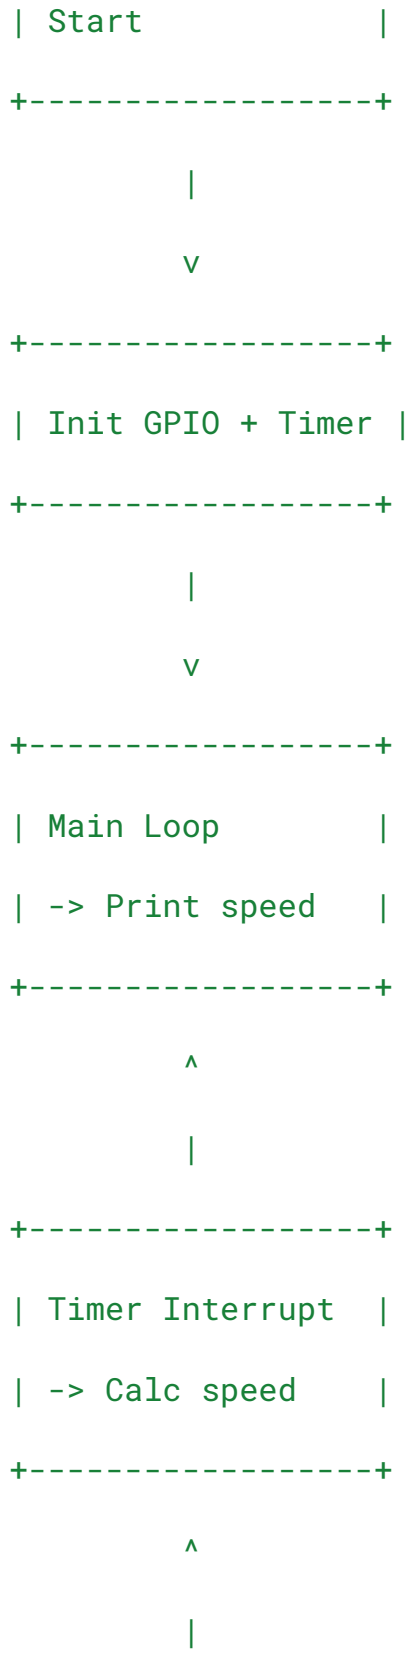 | Start            |
+------------------+
         |
         v
+------------------+
| Init GPIO + Timer |
+------------------+
         |
         v
+------------------+
| Main Loop        |
| -> Print speed   |
+------------------+
         ^
         |
+------------------+
| Timer Interrupt  |
| -> Calc speed    |
+------------------+
         ^
         |